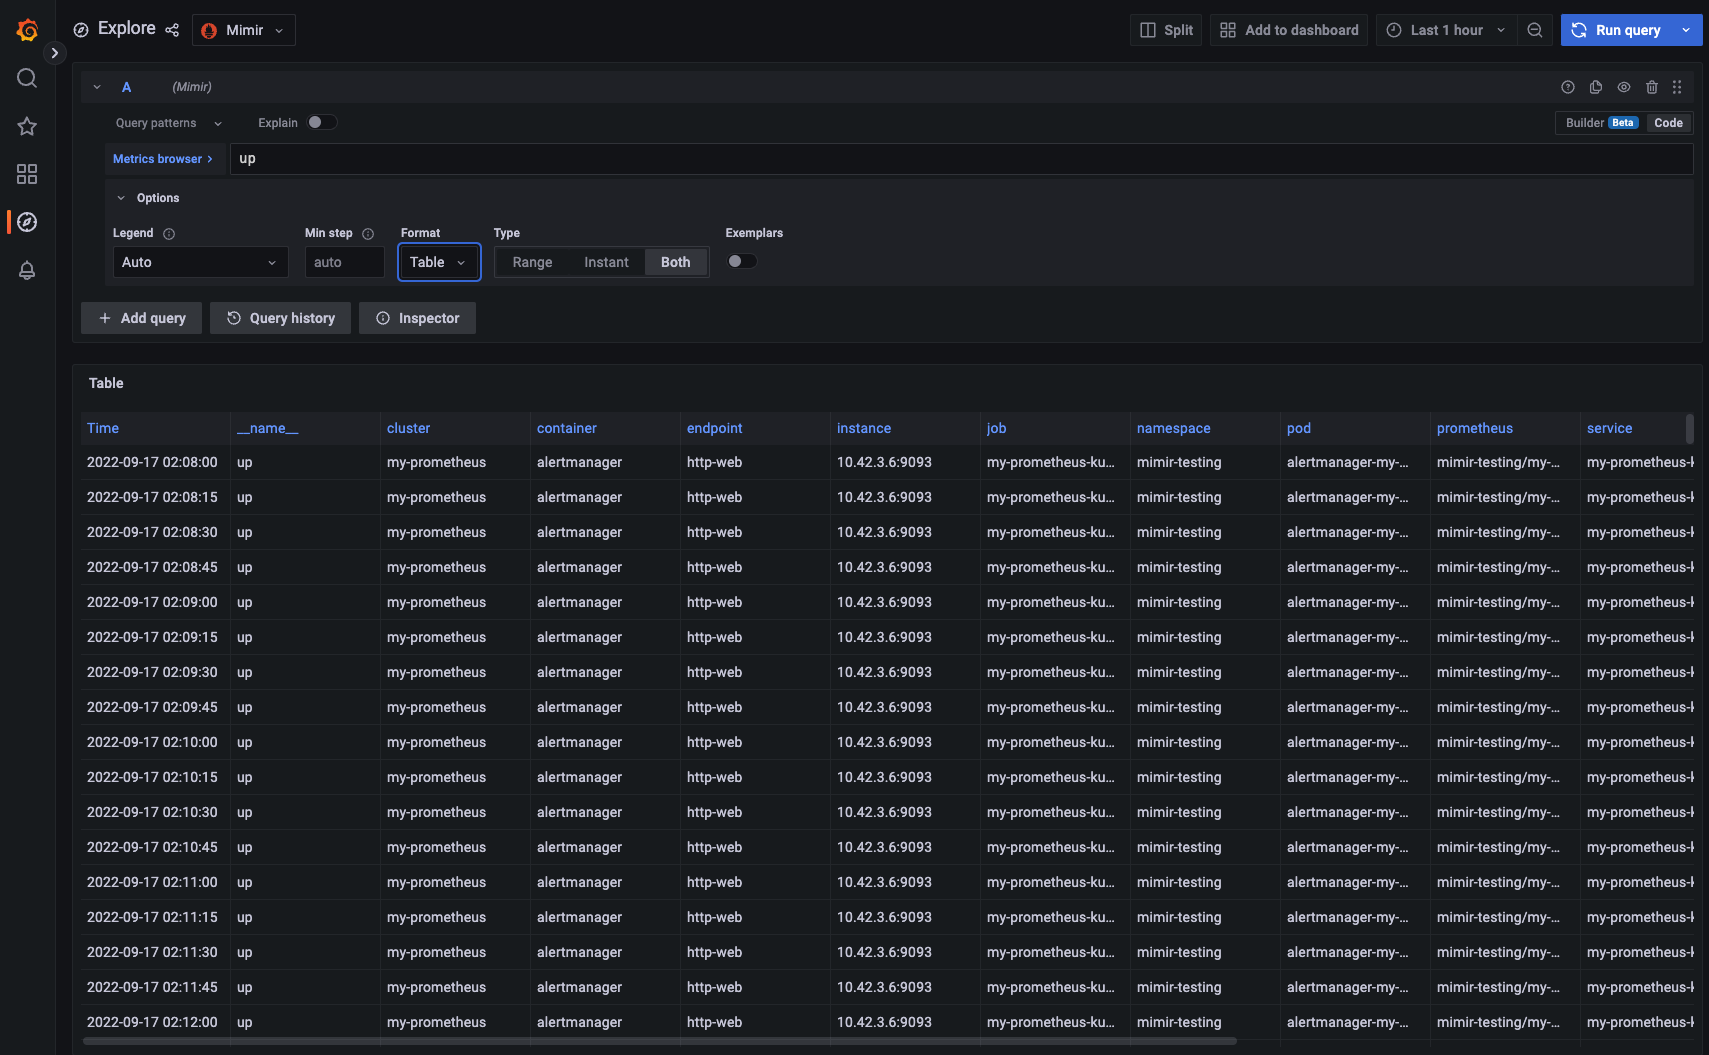 Explore Mimir Split Add to dashboard Last 1 hour Run query
A (Mimir)
Query patterns Explain Builder Beta Code
Metrics browser > up
Options
Legend Min step Format Type Exemplars
Auto auto Table Range Instant Both
+ Add query Query history Inspector
Table
Time __name__ cluster container endpoint instance job namespace pod prometheus service
2022-09-17 02:08:00 up my-prometheus alertmanager http-web 10.42.3.6:9093 my-prometheus-ku... mimir-testing alertmanager-my-... mimir-testing/my-... my-prometheus-k
2022-09-17 02:08:15 up my-prometheus alertmanager http-web 10.42.3.6:9093 my-prometheus-ku... mimir-testing alertmanager-my-... mimir-testing/my-... my-prometheus-k
2022-09-17 02:08:30 up my-prometheus alertmanager http-web 10.42.3.6:9093 my-prometheus-ku... mimir-testing alertmanager-my-... mimir-testing/my-... my-prometheus-k
2022-09-17 02:08:45 up my-prometheus alertmanager http-web 10.42.3.6:9093 my-prometheus-ku... mimir-testing alertmanager-my-... mimir-testing/my-... my-prometheus-k
2022-09-17 02:09:00 up my-prometheus alertmanager http-web 10.42.3.6:9093 my-prometheus-ku... mimir-testing alertmanager-my-... mimir-testing/my-... my-prometheus-k
2022-09-17 02:09:15 up my-prometheus alertmanager http-web 10.42.3.6:9093 my-prometheus-ku... mimir-testing alertmanager-my-... mimir-testing/my-... my-prometheus-k
2022-09-17 02:09:30 up my-prometheus alertmanager http-web 10.42.3.6:9093 my-prometheus-ku... mimir-testing alertmanager-my-... mimir-testing/my-... my-prometheus-k
2022-09-17 02:09:45 up my-prometheus alertmanager http-web 10.42.3.6:9093 my-prometheus-ku... mimir-testing alertmanager-my-... mimir-testing/my-... my-prometheus-k
2022-09-17 02:10:00 up my-prometheus alertmanager http-web 10.42.3.6:9093 my-prometheus-ku... mimir-testing alertmanager-my-... mimir-testing/my-... my-prometheus-k
2022-09-17 02:10:15 up my-prometheus alertmanager http-web 10.42.3.6:9093 my-prometheus-ku... mimir-testing alertmanager-my-... mimir-testing/my-... my-prometheus-k
2022-09-17 02:10:30 up my-prometheus alertmanager http-web 10.42.3.6:9093 my-prometheus-ku... mimir-testing alertmanager-my-... mimir-testing/my-... my-prometheus-k
2022-09-17 02:10:45 up my-prometheus alertmanager http-web 10.42.3.6:9093 my-prometheus-ku... mimir-testing alertmanager-my-... mimir-testing/my-... my-prometheus-k
2022-09-17 02:11:00 up my-prometheus alertmanager http-web 10.42.3.6:9093 my-prometheus-ku... mimir-testing alertmanager-my-... mimir-testing/my-... my-prometheus-k
2022-09-17 02:11:15 up my-prometheus alertmanager http-web 10.42.3.6:9093 my-prometheus-ku... mimir-testing alertmanager-my-... mimir-testing/my-... my-prometheus-k
2022-09-17 02:11:30 up my-prometheus alertmanager http-web 10.42.3.6:9093 my-prometheus-ku... mimir-testing alertmanager-my-... mimir-testing/my-... my-prometheus-k
2022-09-17 02:11:45 up my-prometheus alertmanager http-web 10.42.3.6:9093 my-prometheus-ku... mimir-testing alertmanager-my-... mimir-testing/my-... my-prometheus-k
2022-09-17 02:12:00 up my-prometheus alertmanager http-web 10.42.3.6:9093 my-prometheus-ku... mimir-testing alertmanager-my-... mimir-testing/my-... my-prometheus-k